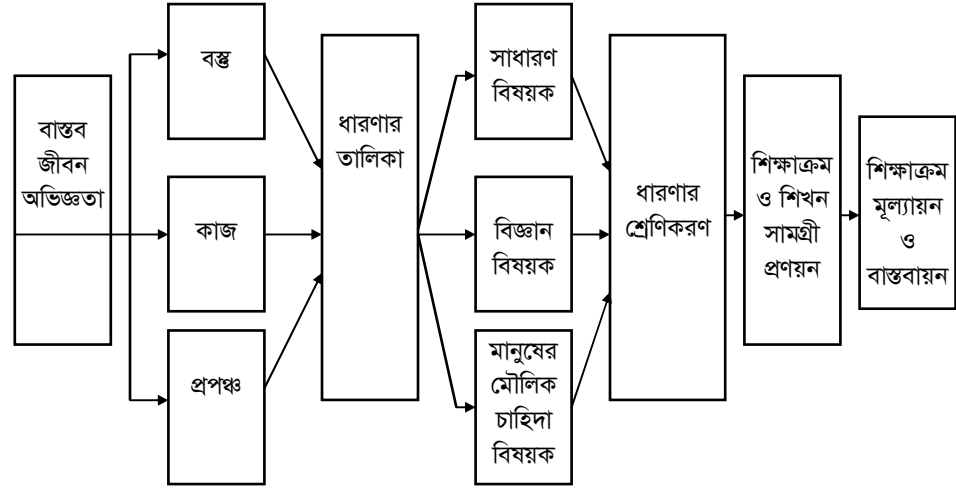 বাস্তব
জীবন
অভিজ্ঞতা
বস্তু
কাজ
প্রপঞ্চ
ধারণার
তালিকা
সাধারণ
বিষয়ক
বিজ্ঞান
বিষয়ক
মানুষের
মৌলিক
চাহিদা
বিষয়ক
ধারণার
শ্রেণিকরণ
শিক্ষাক্রম
ও শিখন
সামগ্রী
প্রণয়ন
শিক্ষাক্রম
মূল্যায়ন
ও
বাস্তবায়ন